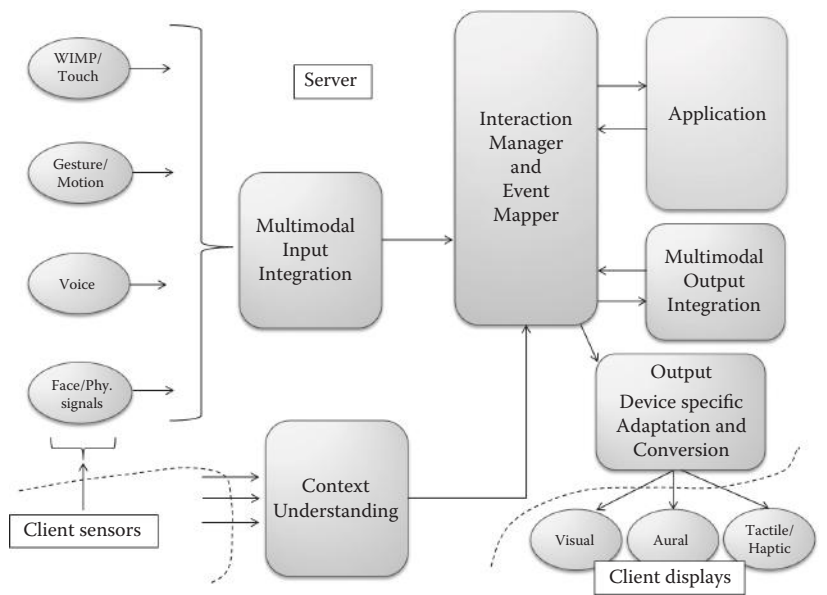 WIMP/
Touch
Gesture/
Motion
Voice
Face/Phy.
signals
Client sensors
Server
Multimodal
Input
Integration
Context
Understanding
Interaction
Manager
and
Event
Mapper
Application
Multimodal
Output
Integration
Output
Device specific
Adaptation and
Conversion
Visual
Aural
Tactile/
Haptic
Client displays